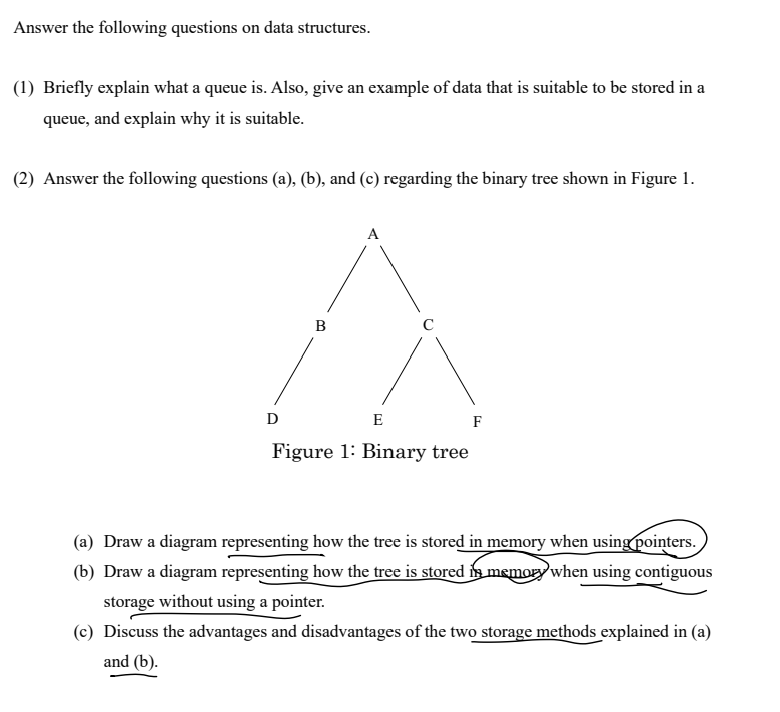 Answer the following questions on data structures.
(1) Briefly explain what a queue is. Also, give an example of data that is suitable to be stored in a
queue, and explain why it is suitable.
(2) Answer the following questions (a), (b), and (c) regarding the binary tree shown in Figure 1.
A
B C
D E F
Figure 1: Binary tree
(a) Draw a diagram representing how the tree is stored in memory when using pointers.
(b) Draw a diagram representing how the tree is stored in memory when using contiguous
storage without using a pointer.
(c) Discuss the advantages and disadvantages of the two storage methods explained in (a)
and (b).